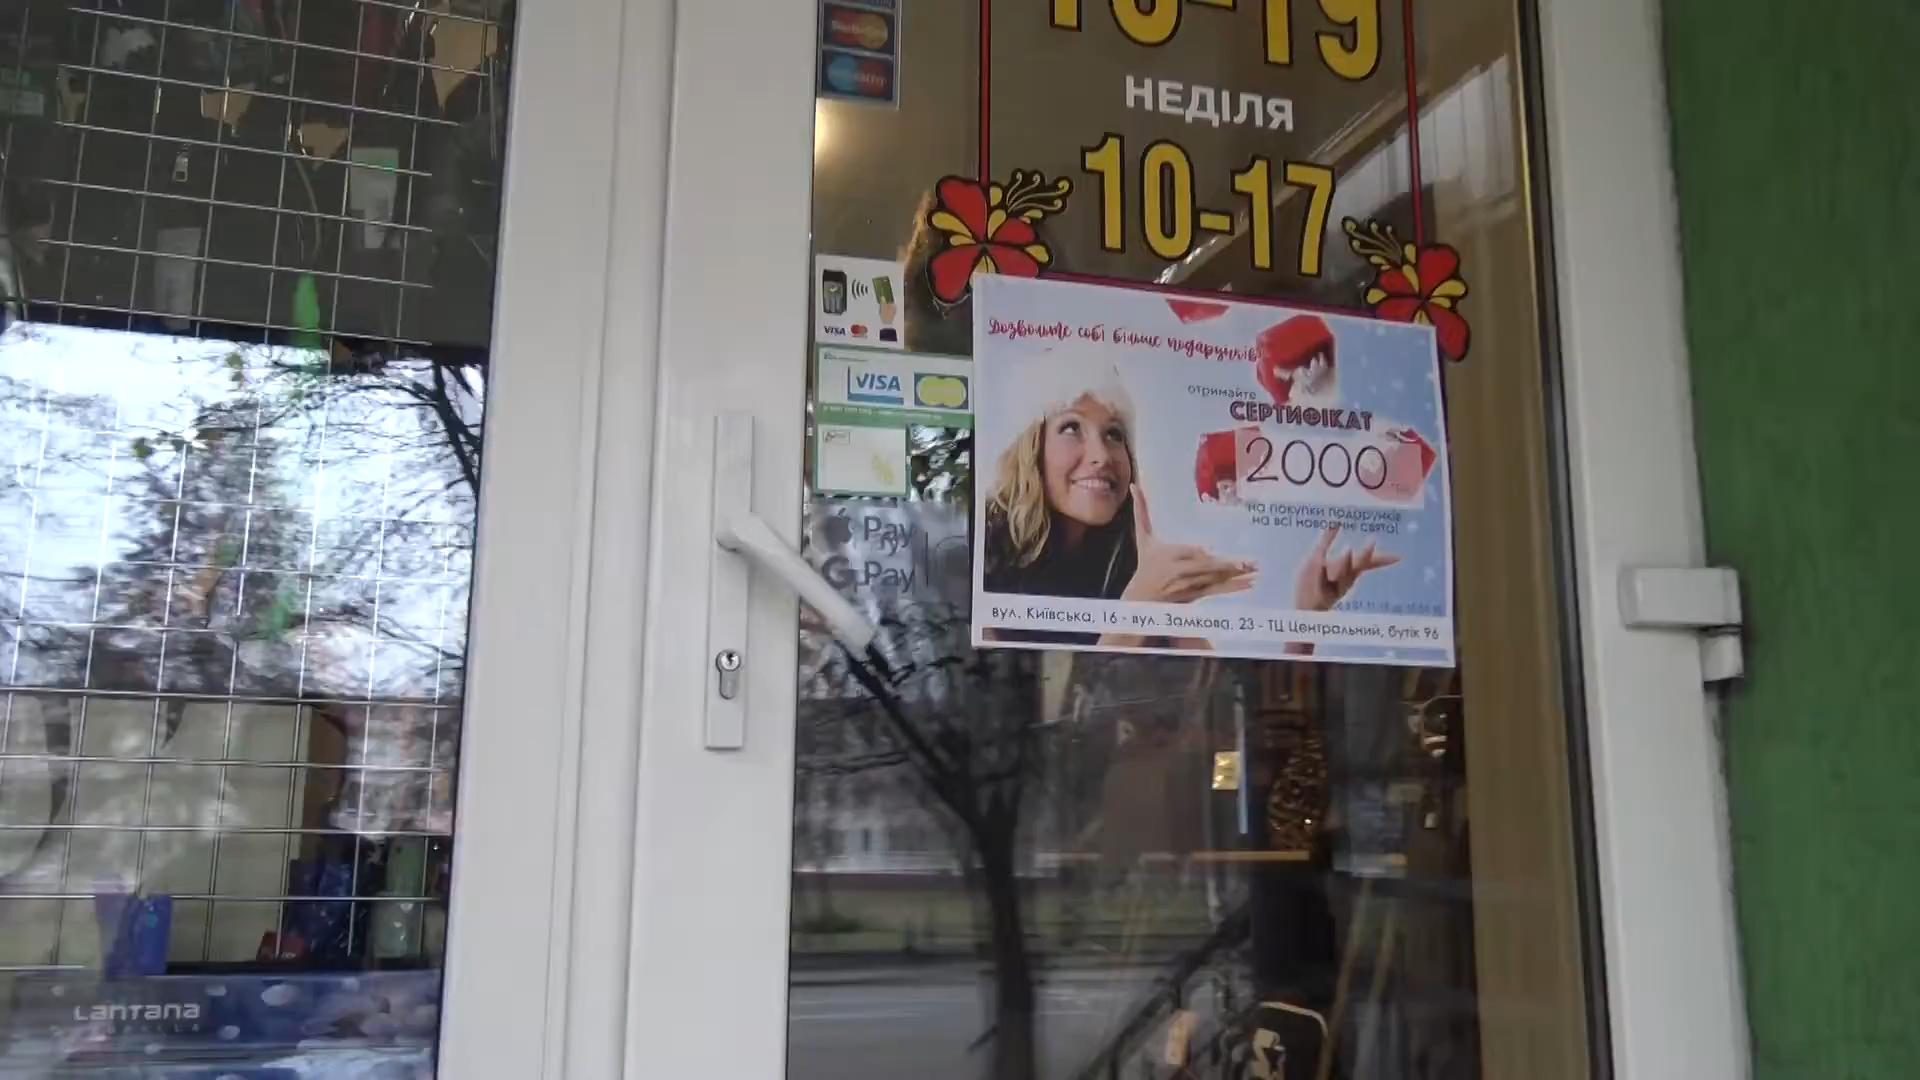 НЕДІЛЯ
10-17
VISA
Дозвольте собі більше подарунків!
отримайте
СЕРТИФІКАТ
2000
на покупки подарунків
на всі новорічні свята!
вул. Київська, 16 - вул. Замкова, 23 - ТЦ Центральний, бутік 96
VISA
Pay
G Pay
Lantana